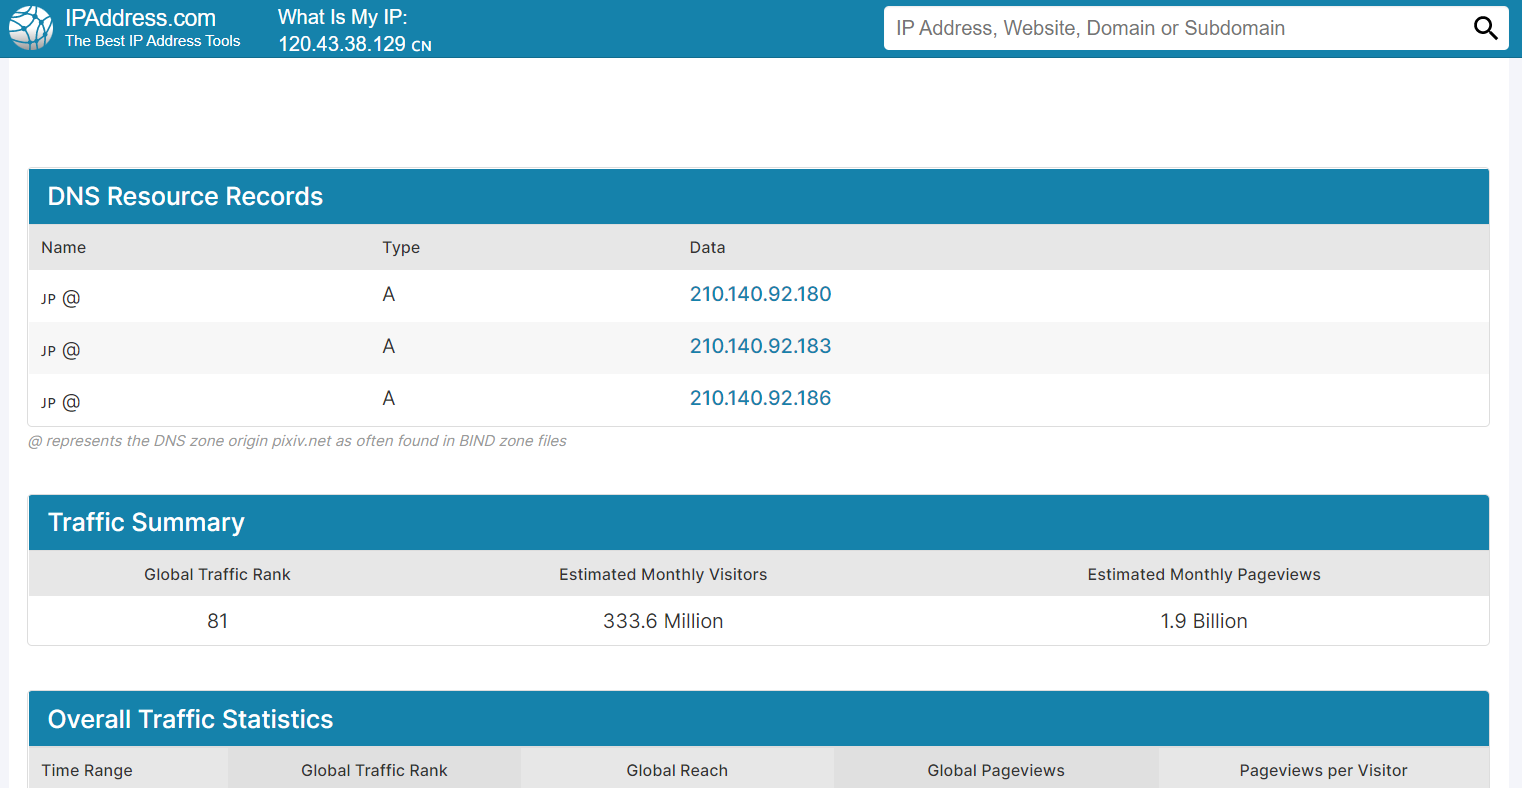 IPAddress.com
The Best IP Address Tools
What Is My IP:
120.43.38.129 CN
IP Address, Website, Domain or Subdomain
DNS Resource Records
Name Type Data
JP @ A 210.140.92.180
JP @ A 210.140.92.183
JP @ A 210.140.92.186
@ represents the DNS zone origin pixiv.net as often found in BIND zone files
Traffic Summary
Global Traffic Rank Estimated Monthly Visitors Estimated Monthly Pageviews
81 333.6 Million 1.9 Billion
Overall Traffic Statistics
Time Range Global Traffic Rank Global Reach Global Pageviews Pageviews per Visitor